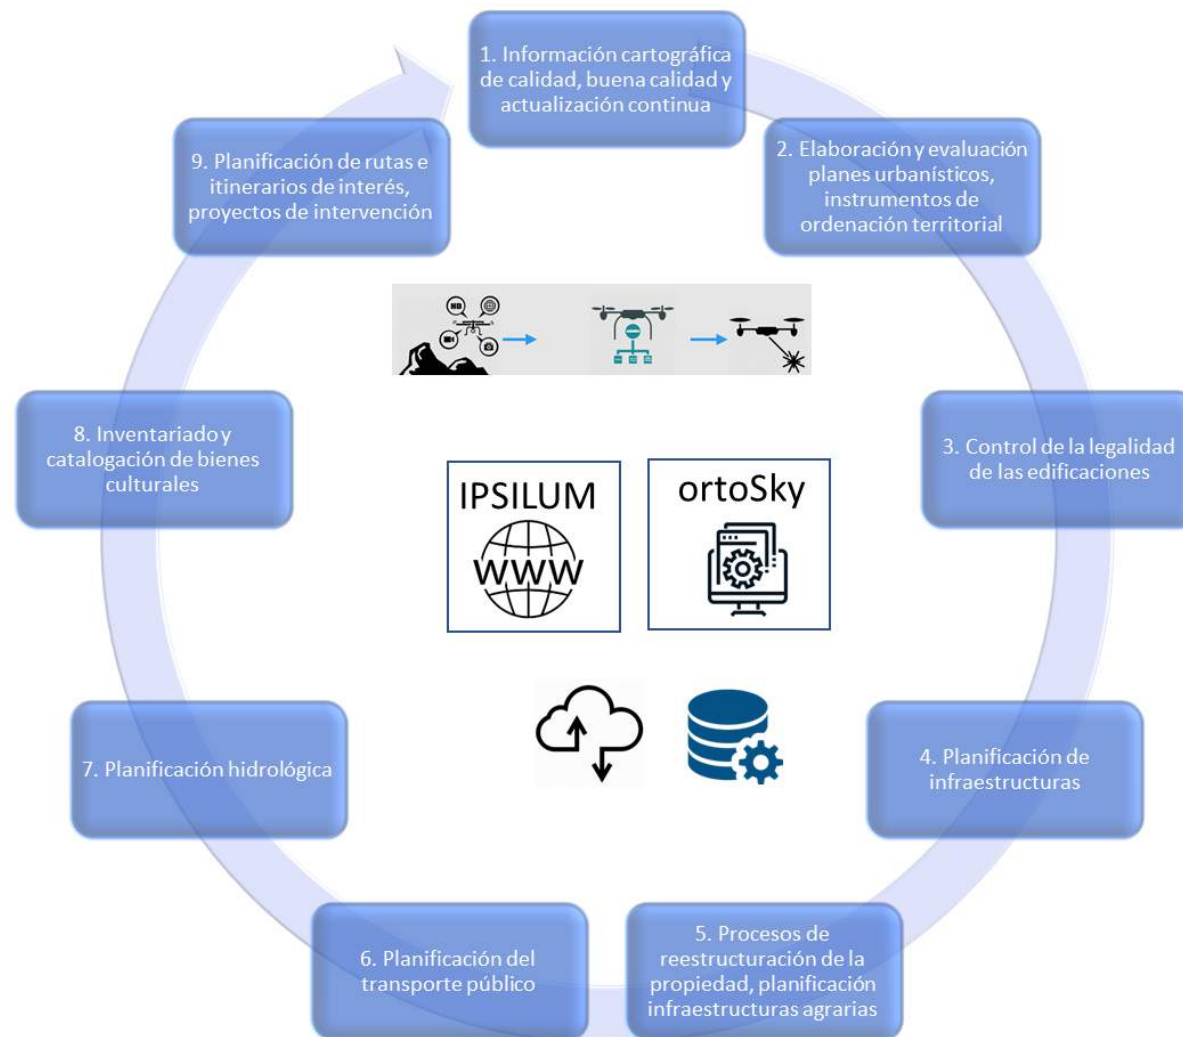 1. Información cartográfica
de calidad, buena calidad y
actualización continua
2. Elaboración y evaluación
planes urbanísticos,
instrumentos de
ordenación territorial
3. Control de la legalidad
de las edificaciones
4. Planificación de
infraestructuras
5. Procesos de
reestructuración de la
propiedad, planificación
infraestructuras agrarias
6. Planificación del
transporte público
7. Planificación hidrológica
8. Inventariado y
catalogación de bienes
culturales
9. Planificación de rutas e
itinerarios de interés,
proyectos de intervención
HD
IPSILUM
WWW
ortoSky